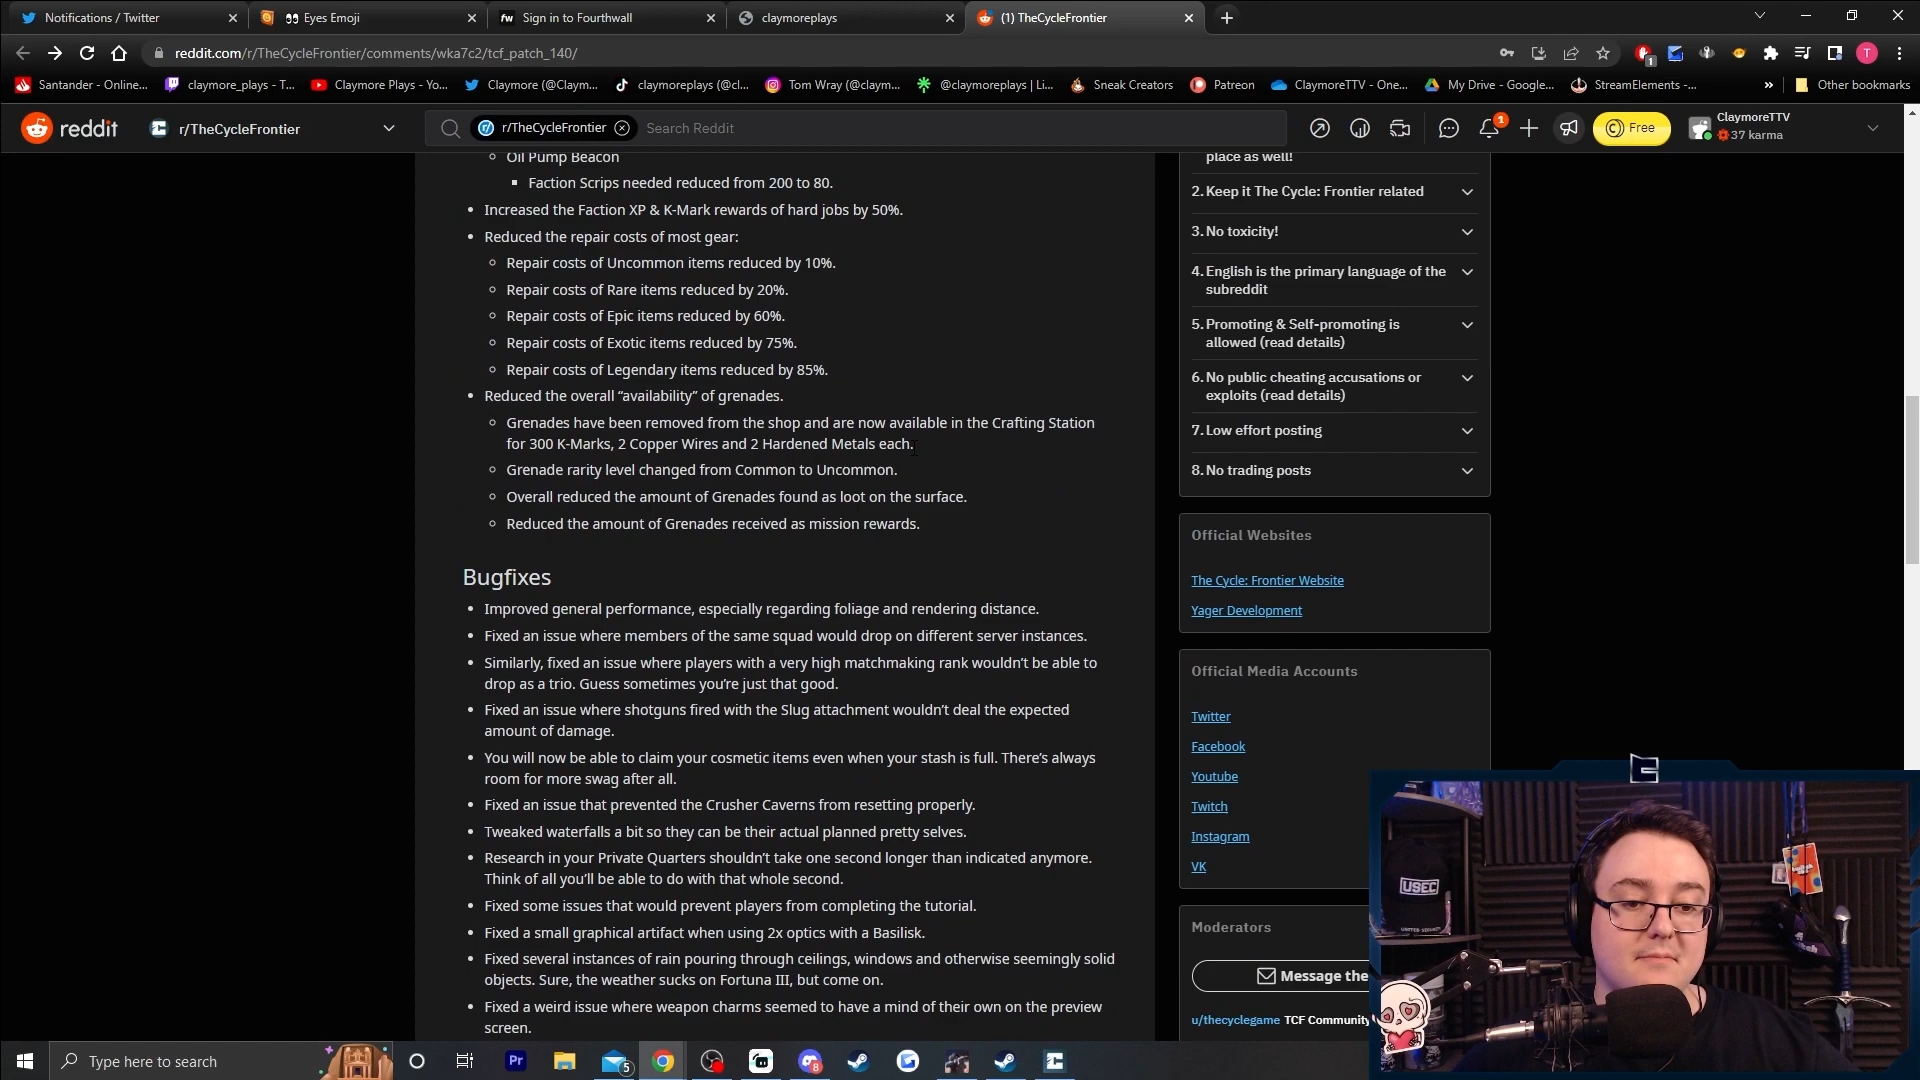 Notifications / Twitter
Eyes Emoji
Sign in to Fourthwall
claymoreplays
(1) TheCycleFrontier
reddit.com/r/TheCycleFrontier/comments/wka7c2/tcf_patch_140/
Santander - Online...
claymore_plays - T...
Claymore Plays - Yo...
Claymore (@Claym...
claymoreplays (@cl...
Tom Wray (@claym...
@claymoreplays | Li...
Sneak Creators
Patreon
ClaymoreTTV - One...
My Drive - Google...
StreamElements -...
Other bookmarks
reddit
r/TheCycleFrontier
r/TheCycleFrontier
Search Reddit
1
Free
ClaymoreTTV
37 karma
Oil Pump Beacon
Faction Scrips needed reduced from 200 to 80.
Increased the Faction XP & K-Mark rewards of hard jobs by 50%.
Reduced the repair costs of most gear:
Repair costs of Uncommon items reduced by 10%.
Repair costs of Rare items reduced by 20%.
Repair costs of Epic items reduced by 60%.
Repair costs of Exotic items reduced by 75%.
Repair costs of Legendary items reduced by 85%.
Reduced the overall “availability” of grenades.
Grenades have been removed from the shop and are now available in the Crafting Station
for 300 K-Marks, 2 Copper Wires and 2 Hardened Metals each.
Grenade rarity level changed from Common to Uncommon.
Overall reduced the amount of Grenades found as loot on the surface.
Reduced the amount of Grenades received as mission rewards.
Bugfixes
Improved general performance, especially regarding foliage and rendering distance.
Fixed an issue where members of the same squad would drop on different server instances.
Similarly, fixed an issue where players with a very high matchmaking rank wouldn’t be able to
drop as a trio. Guess sometimes you’re just that good.
Fixed an issue where shotguns fired with the Slug attachment wouldn’t deal the expected
amount of damage.
You will now be able to claim your cosmetic items even when your stash is full. There’s always
room for more swag after all.
Fixed an issue that prevented the Crusher Caverns from resetting properly.
Tweaked waterfalls a bit so they can be their actual planned pretty selves.
Research in your Private Quarters shouldn’t take one second longer than indicated anymore.
Think of all you’ll be able to do with that whole second.
Fixed some issues that would prevent players from completing the tutorial.
Fixed a small graphical artifact when using 2x optics with a Basilisk.
Fixed several instances of rain pouring through ceilings, windows and otherwise seemingly solid
objects. Sure, the weather sucks on Fortuna III, but come on.
Fixed a weird issue where weapon charms seemed to have a mind of their own on the preview
screen.
place as well!
2. Keep it The Cycle: Frontier related
3. No toxicity!
4. English is the primary language of the
subreddit
5. Promoting & Self-promoting is
allowed (read details)
6. No public cheating accusations or
exploits (read details)
7. Low effort posting
8. No trading posts
Official Websites
The Cycle: Frontier Website
Yager Development
Official Media Accounts
Twitter
Facebook
Youtube
Twitch
Instagram
VK
Moderators
Message the
u/thecyclegame TCF Community
USEC
Type here to search
Pr
5
8